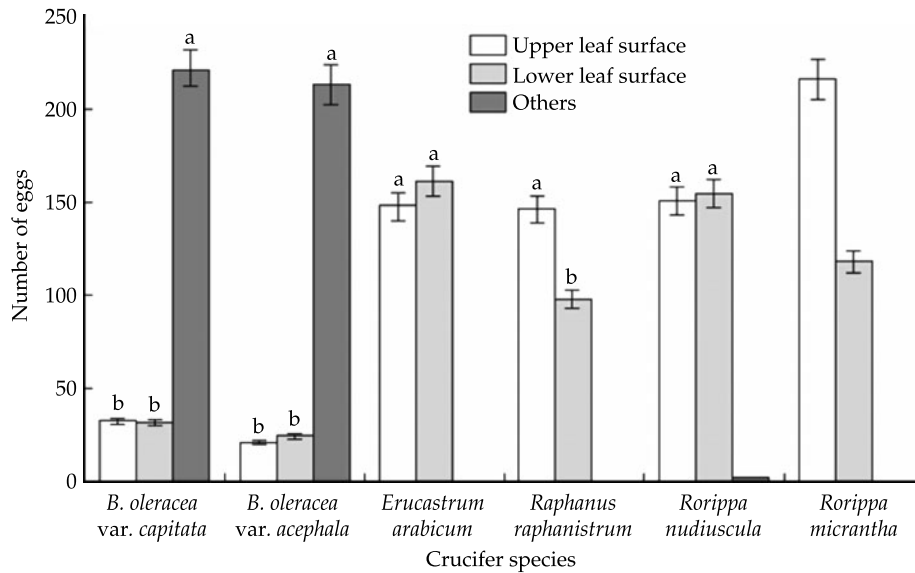 250
200
150
100
50
0
Number of eggs
Upper leaf surface
Lower leaf surface
Others
b
b
a
b
b
a
a
a
a
b
a
a
B. oleracea
var. capitata
B. oleracea
var. acephala
Erucastrum
arabicum
Raphanus
raphanistrum
Rorippa
nudiuscula
Rorippa
micrantha
Crucifer species